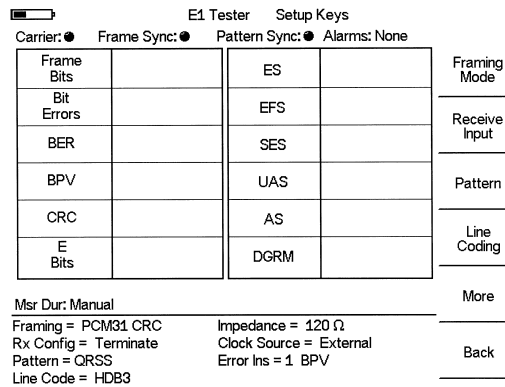 E1 Tester Setup Keys
Carrier: Frame Sync: Pattern Sync: Alarms: None
Frame Bits
Bit Errors
BER
BPV
CRC
E Bits
ES
EFS
SES
UAS
AS
DGRM
Framing Mode
Receive Input
Pattern
Line Coding
More
Back
Msr Dur: Manual
Framing = PCM31 CRC
Rx Config = Terminate
Pattern = QRSS
Line Code = HDB3
Impedance = 120 Ω
Clock Source = External
Error Ins = 1 BPV